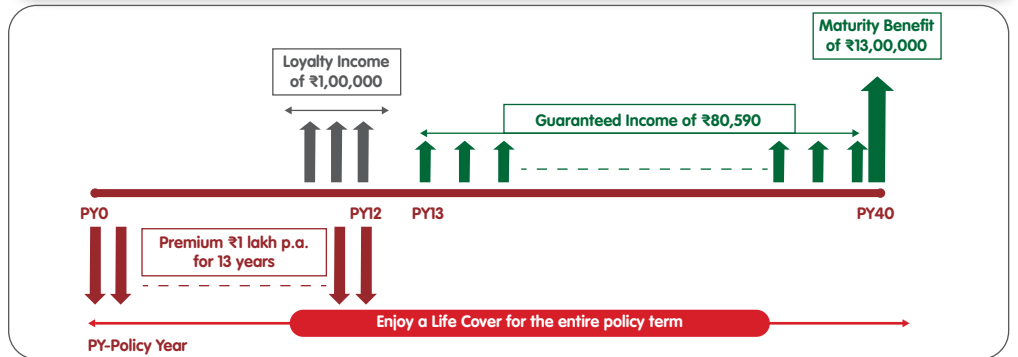 Maturity Benefit
of ₹13,00,000
Loyalty Income
of ₹1,00,000
Guaranteed Income of ₹80,590
PY0
PY12
PY13
PY40
Premium ₹1 lakh p.a.
for 13 years
Enjoy a Life Cover for the entire policy term
PY-Policy Year